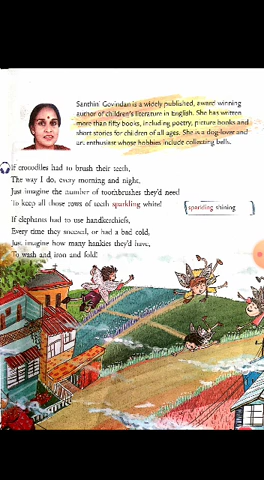 Santhini Govindan is a widely published, award winning
author of children's literature in English. She has written
more than fifty books, including poetry, picture books and
short stories for children of all ages. She is a dog-lover and
art enthusiast whose hobbies include collecting bells.
If crocodiles had to brush their teeth,
The way I do, every morning and night,
Just imagine the number of toothbrushes they'd need
To keep all those rows of teeth sparkling white!
sparkling shining
If elephants had to use handkerchiefs,
Every time they sneezed, or had a bad cold,
Just imagine how many hankies they'd have,
To wash and iron and fold!